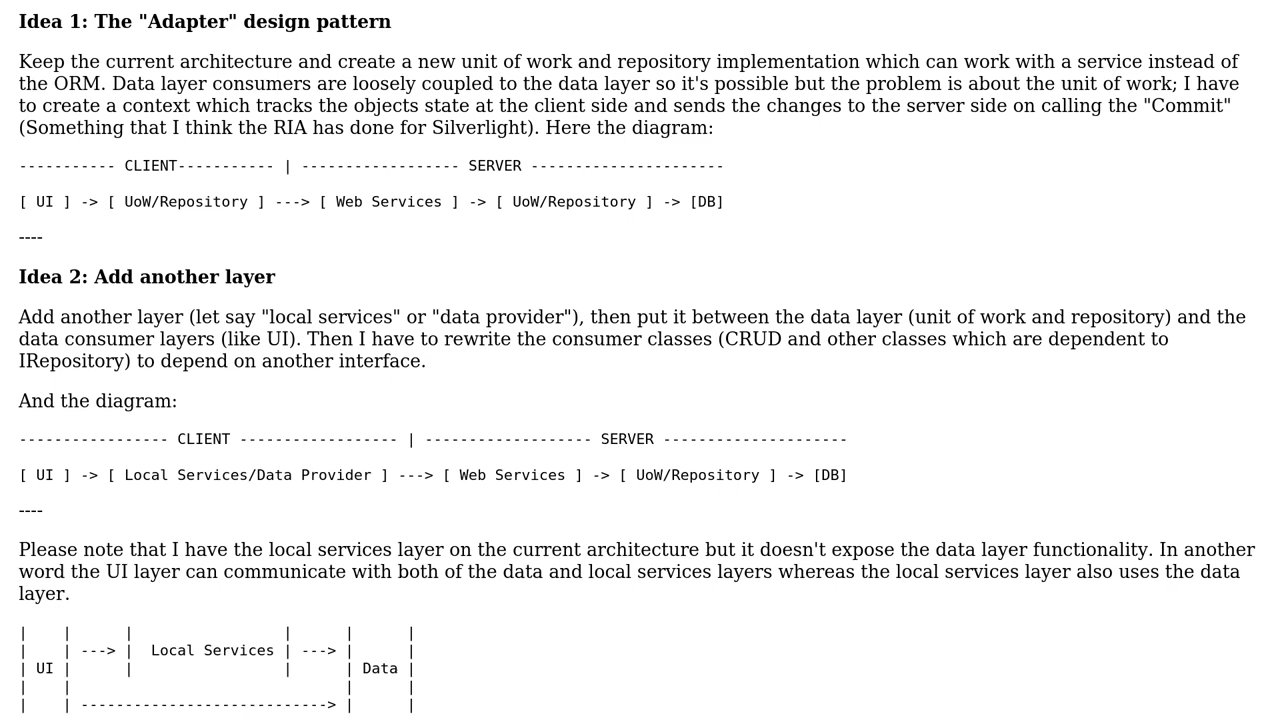 Idea 1: The "Adapter" design pattern
Keep the current architecture and create a new unit of work and repository implementation which can work with a service instead of
the ORM. Data layer consumers are loosely coupled to the data layer so it's possible but the problem is about the unit of work; I have
to create a context which tracks the objects state at the client side and sends the changes to the server side on calling the "Commit"
(Something that I think the RIA has done for Silverlight). Here the diagram:
----------- CLIENT----------- | ------------------ SERVER ----------------------
[ UI ] -> [ UoW/Repository ] ---> [ Web Services ] -> [ UoW/Repository ] -> [DB]
----
Idea 2: Add another layer
Add another layer (let say "local services" or "data provider"), then put it between the data layer (unit of work and repository) and the
data consumer layers (like UI). Then I have to rewrite the consumer classes (CRUD and other classes which are dependent to
IRepository) to depend on another interface.
And the diagram:
----------------- CLIENT ------------------ | ------------------- SERVER ---------------------
[ UI ] -> [ Local Services/Data Provider ] ---> [ Web Services ] -> [ UoW/Repository ] -> [DB]
----
Please note that I have the local services layer on the current architecture but it doesn't expose the data layer functionality. In another
word the UI layer can communicate with both of the data and local services layers whereas the local services layer also uses the data
layer.
|    |      |                 |      |      |
|    | ---> |  Local Services | ---> |      |
| UI |      |                 |      | Data |
|    |                               |      |
|    | ----------------------------> |      |